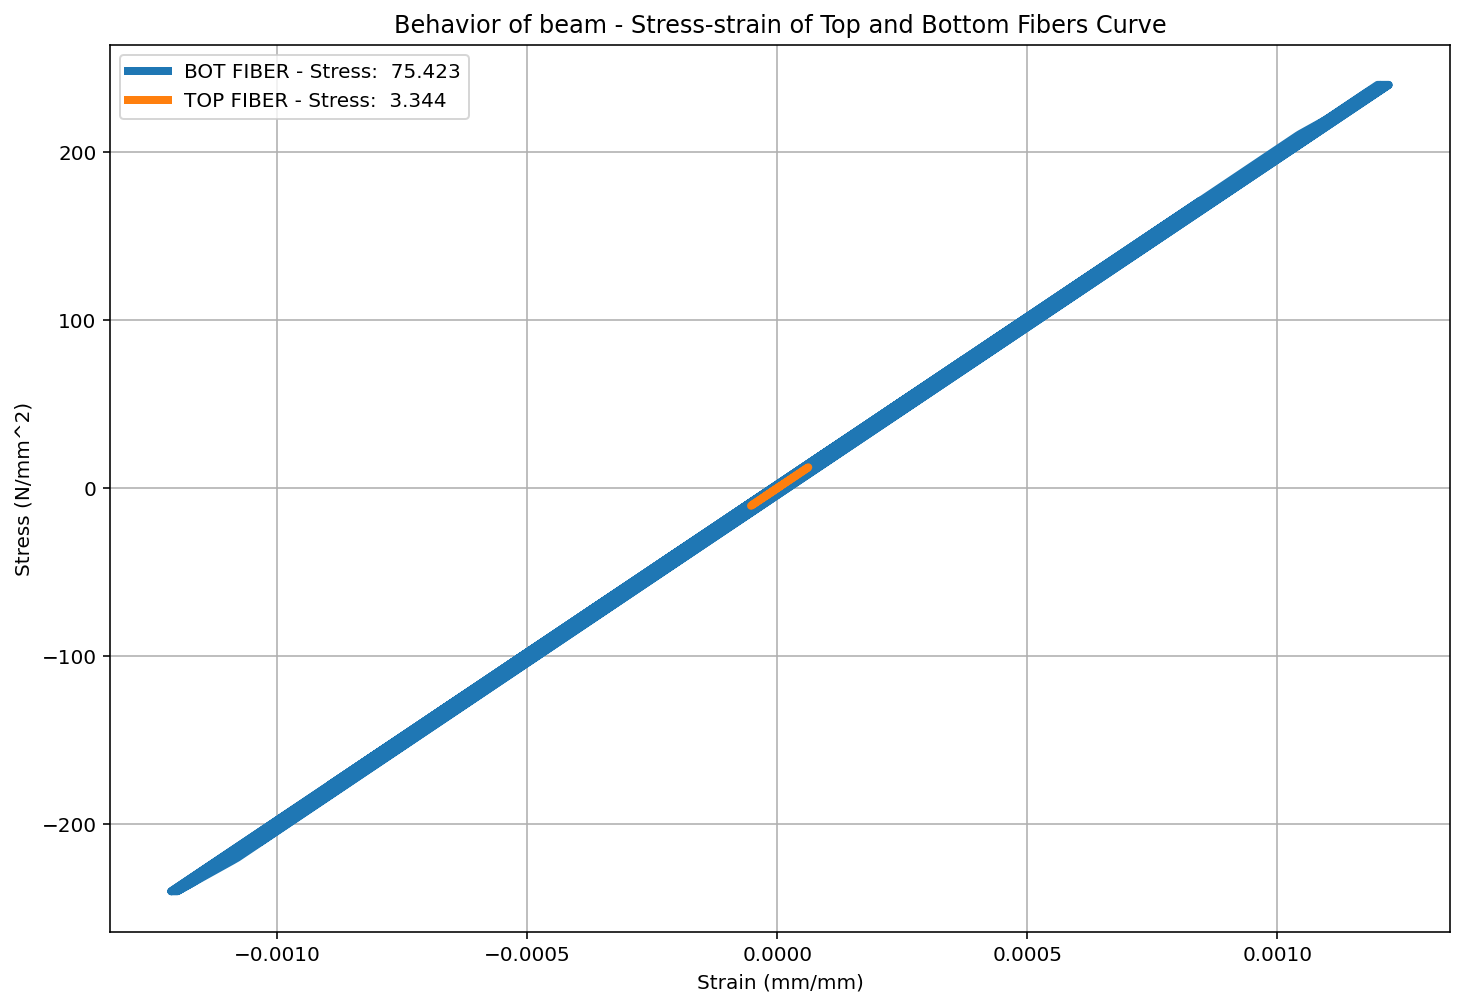 Behavior of beam - Stress-strain of Top and Bottom Fibers Curve
BOT FIBER - Stress:  75.423
TOP FIBER - Stress:  3.344
200
100
0
−100
−200
Stress (N/mm^2)
−0.0010
−0.0005
0.0000
0.0005
0.0010
Strain (mm/mm)